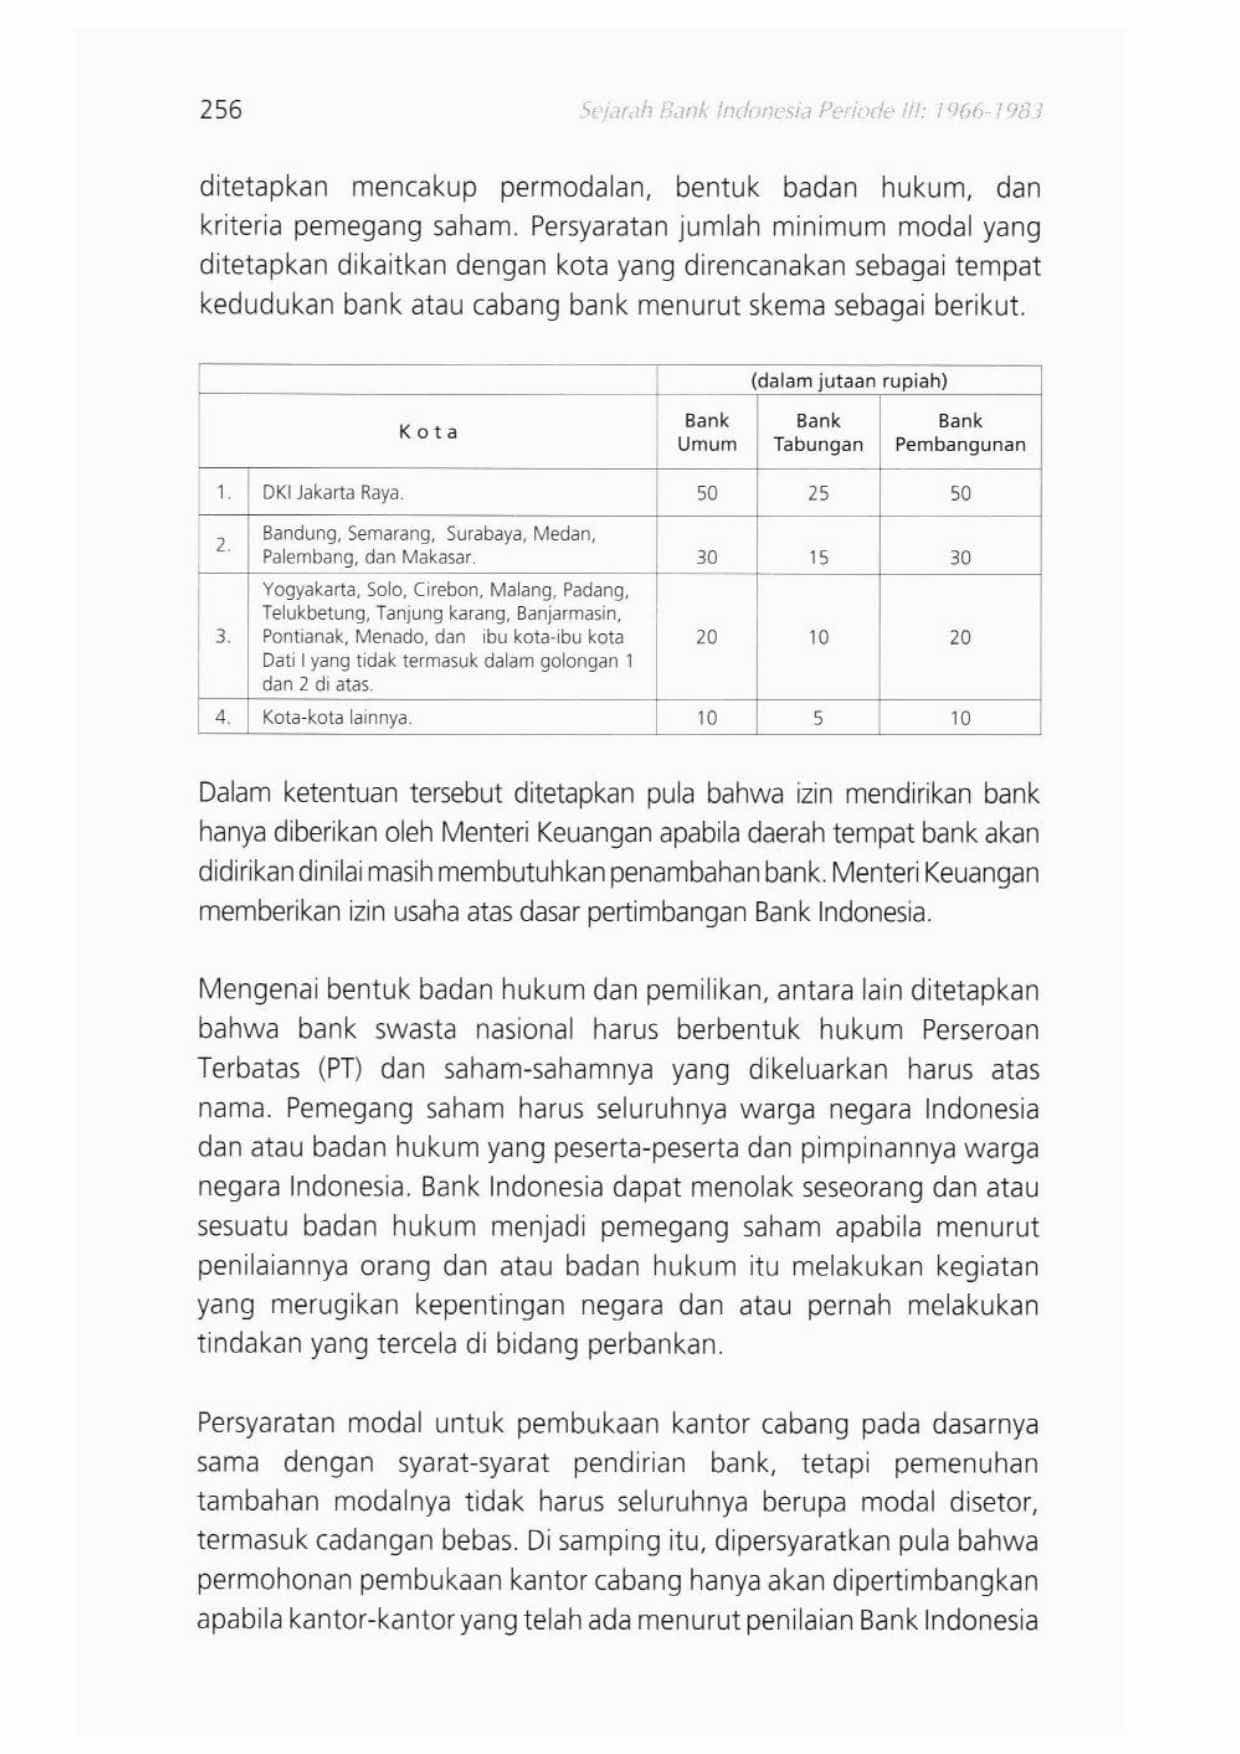 256
Sejarah Bank Indonesia Periode III: 1966-1983
ditetapkan mencakup permodalan, bentuk badan hukum, dan
kriteria pemegang saham. Persyaratan jumlah minimum modal yang
ditetapkan dikaitkan dengan kota yang direncanakan sebagai tempat
kedudukan bank atau cabang bank menurut skema sebagai berikut.
(dalam jutaan rupiah)
Kota
Bank Umum
Bank Tabungan
Bank Pembangunan
1. DKI Jakarta Raya. 50 25 50
2. Bandung, Semarang, Surabaya, Medan,
Palembang, dan Makasar. 30 15 30
Yogyakarta, Solo, Cirebon, Malang, Padang,
Telukbetung, Tanjung karang, Banjarmasin,
3. Pontianak, Menado, dan ibu kota-ibu kota 20 10 20
Dati I yang tidak termasuk dalam golongan 1
dan 2 di atas.
4. Kota-kota lainnya. 10 5 10
Dalam ketentuan tersebut ditetapkan pula bahwa izin mendirikan bank
hanya diberikan oleh Menteri Keuangan apabila daerah tempat bank akan
didirikan dinilai masih membutuhkan penambahan bank. Menteri Keuangan
memberikan izin usaha atas dasar pertimbangan Bank Indonesia.
Mengenai bentuk badan hukum dan pemilikan, antara lain ditetapkan
bahwa bank swasta nasional harus berbentuk hukum Perseroan
Terbatas (PT) dan saham-sahamnya yang dikeluarkan harus atas
nama. Pemegang saham harus seluruhnya warga negara Indonesia
dan atau badan hukum yang peserta-peserta dan pimpinannya warga
negara Indonesia. Bank Indonesia dapat menolak seseorang dan atau
sesuatu badan hukum menjadi pemegang saham apabila menurut
penilaiannya orang dan atau badan hukum itu melakukan kegiatan
yang merugikan kepentingan negara dan atau pernah melakukan
tindakan yang tercela di bidang perbankan.
Persyaratan modal untuk pembukaan kantor cabang pada dasarnya
sama dengan syarat-syarat pendirian bank, tetapi pemenuhan
tambahan modalnya tidak harus seluruhnya berupa modal disetor,
termasuk cadangan bebas. Di samping itu, dipersyaratkan pula bahwa
permohonan pembukaan kantor cabang hanya akan dipertimbangkan
apabila kantor-kantor yang telah ada menurut penilaian Bank Indonesia